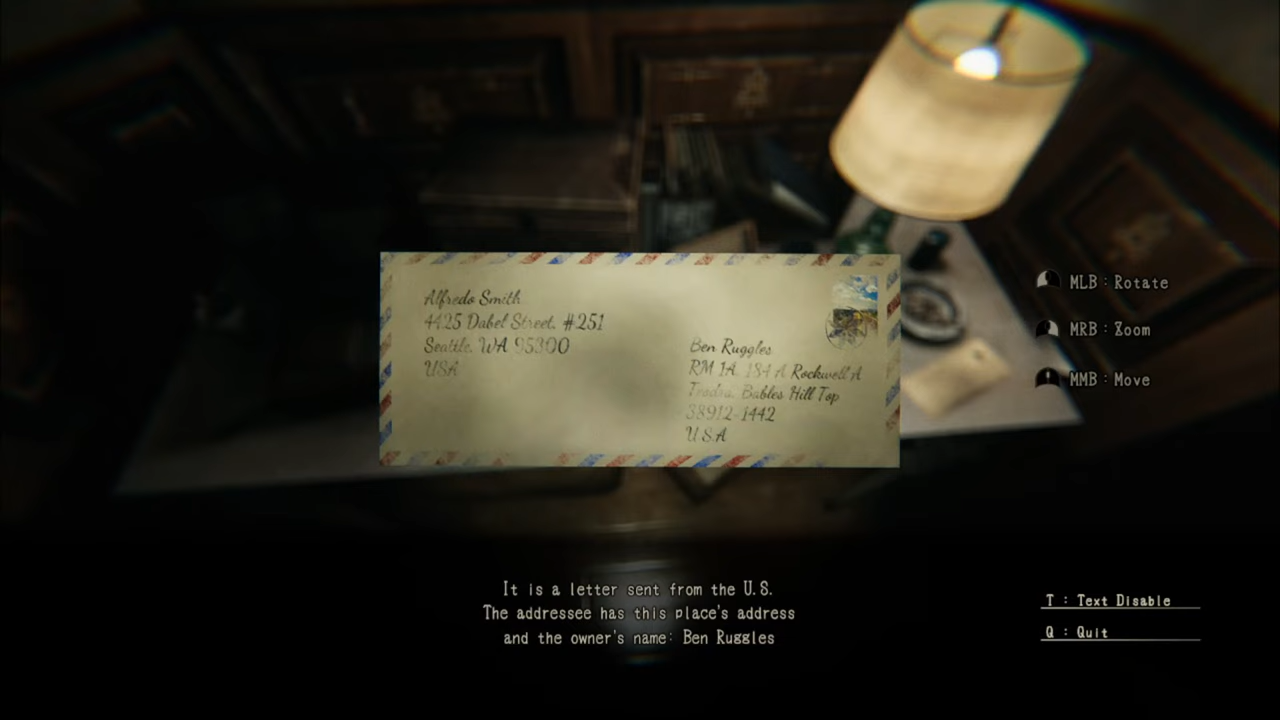 Alfredo Smith
4425 Dabel Street. #251
Seattle. WA 95300
USA
Ben Ruggles
RM 1A. 184 A Rockwell A
Bables Hill Top
38912-1442
U.S.A
MLB : Rotate
MRB : Zoom
MMB : Move
It is a letter sent from the U.S.
The addressee has this place's address
and the owner's name: Ben Ruggles
T : Text Disable
Q : Quit